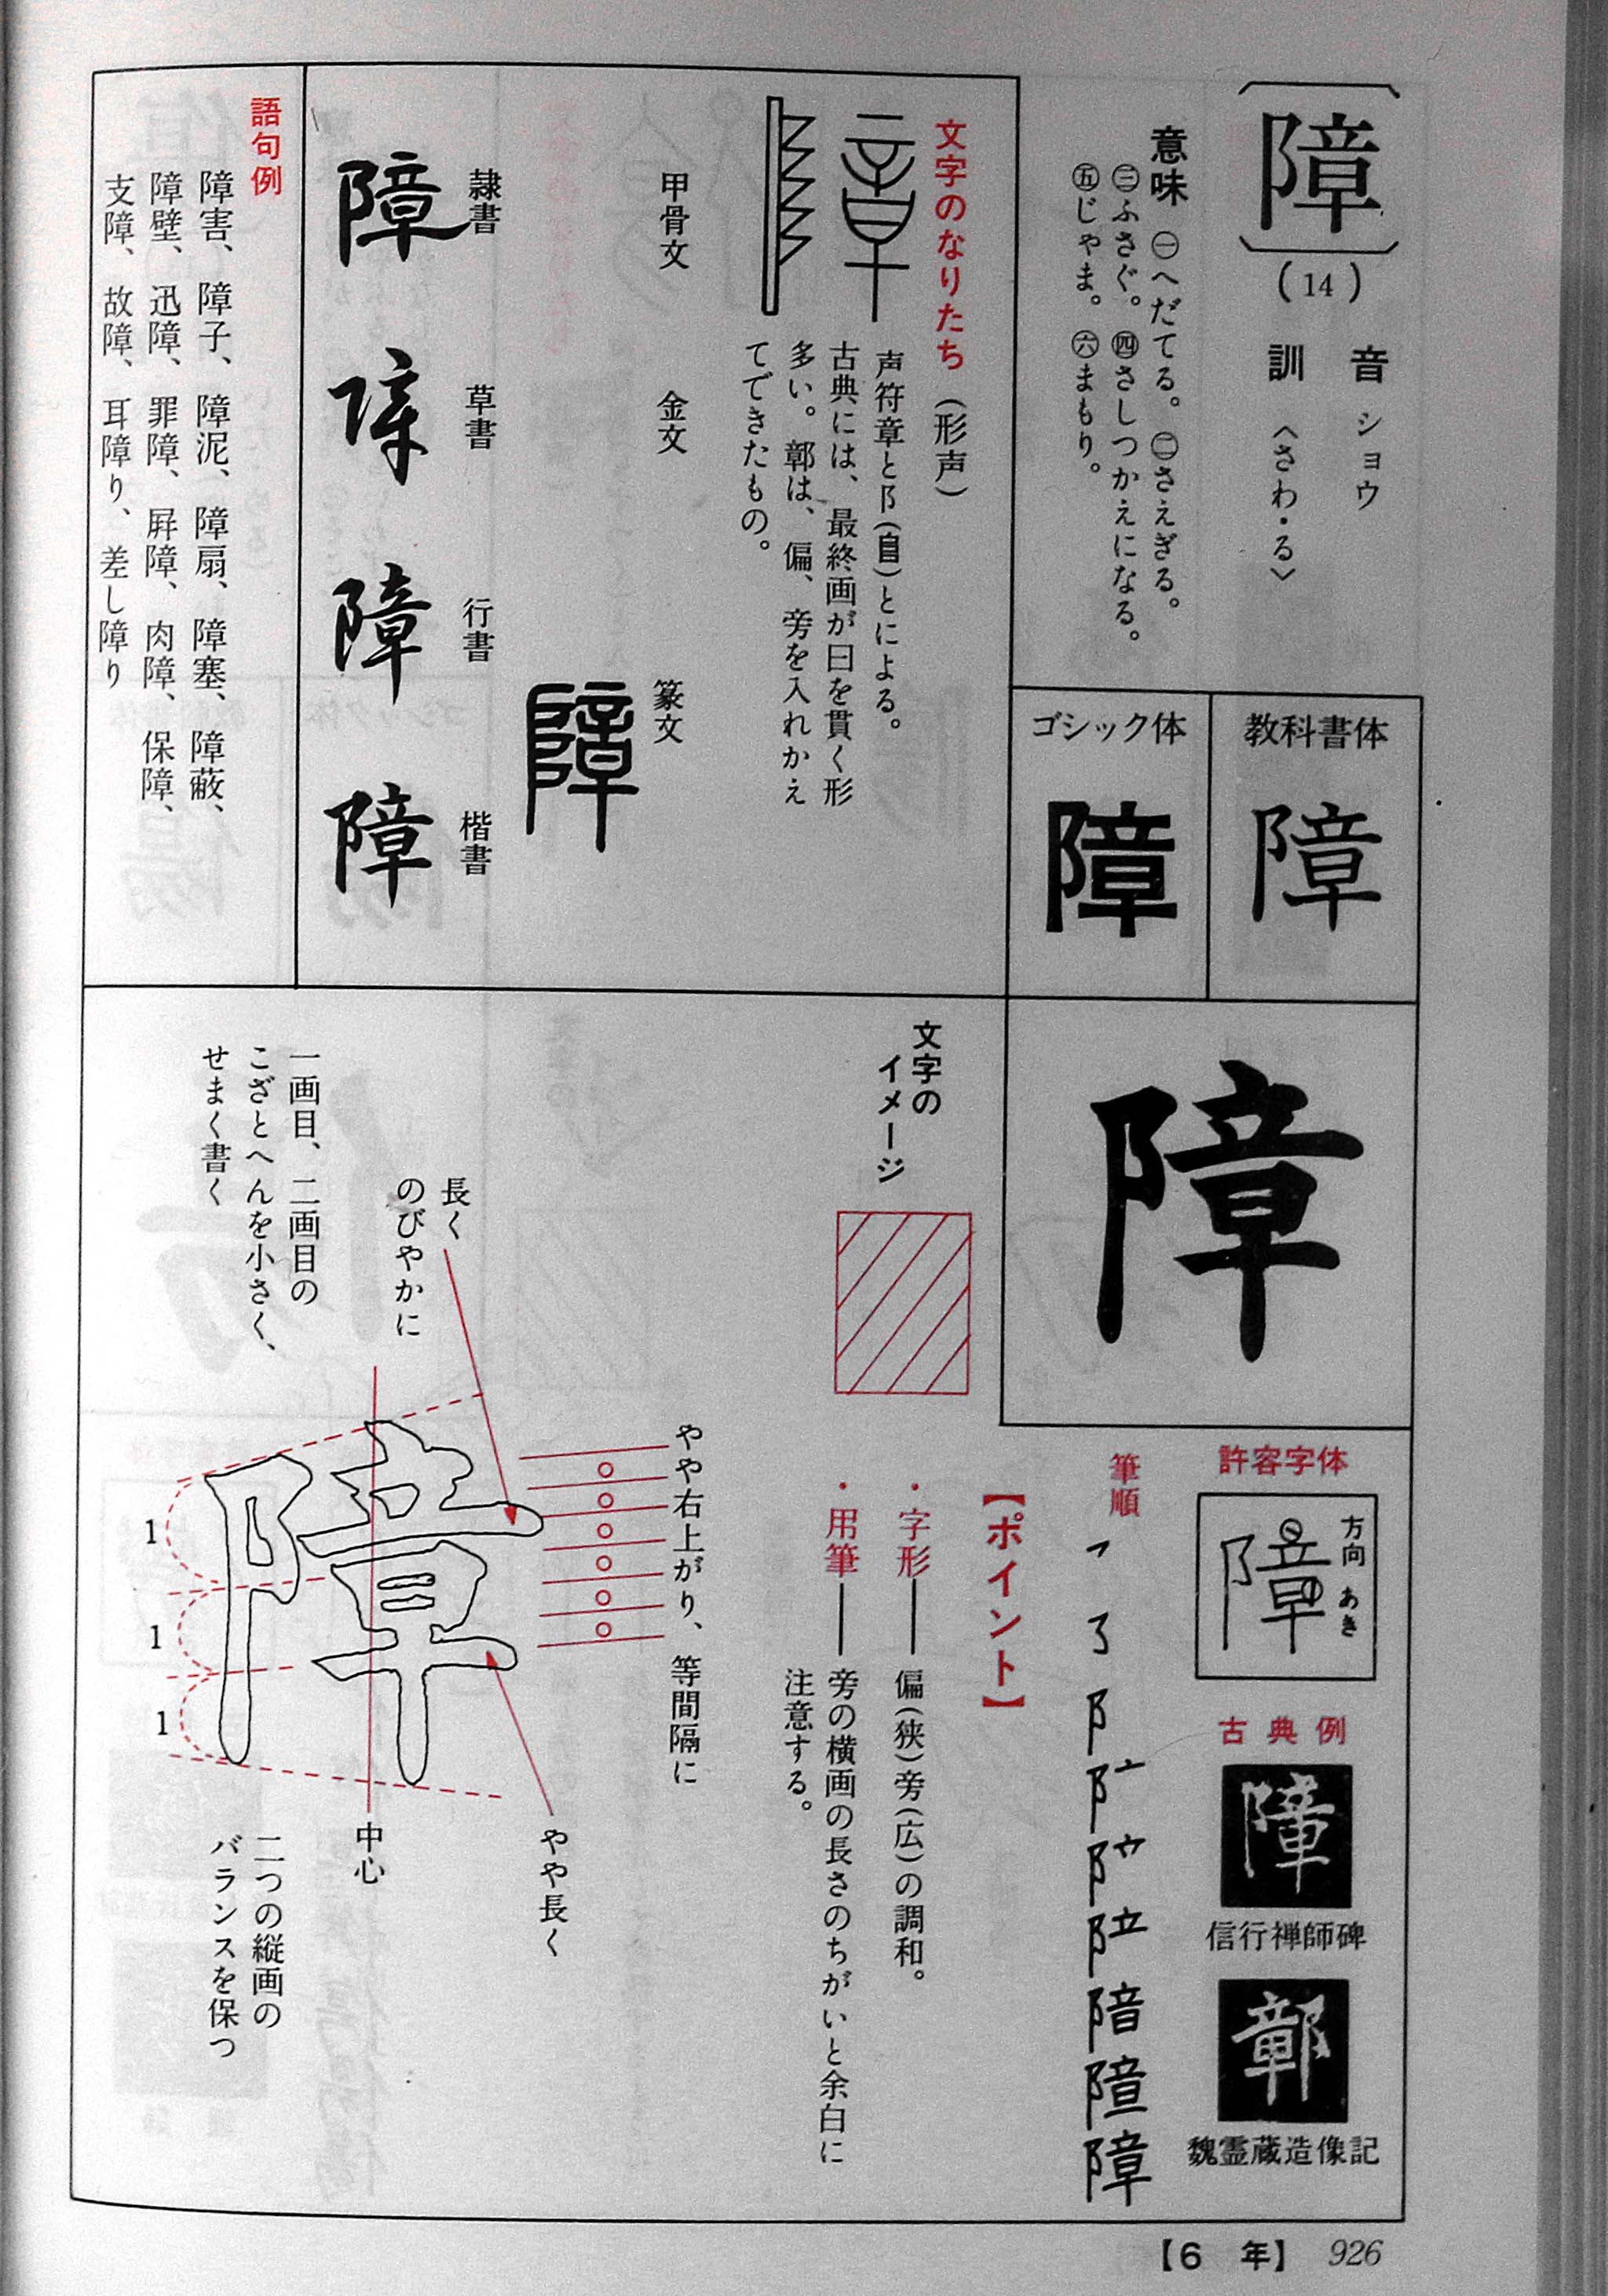 〔障〕(14)
音 ショウ
訓 〈さわ・る〉
意味 ㊀へだてる。㊁さえぎる。
㊂ふさぐ。㊃さしつかえになる。
㊄じゃま。㊅まもり。
教科書体
障
ゴシック体
障
文字のなりたち(形声)
声符章と阝(𨸏)とによる。
古典には、最終画が日を貫く形
多い。鄣は、偏、旁を入れかえ
てできたもの。
甲骨文
金文
篆文
障
隷書
障
草書
障
行書
障
楷書
障
語句例
障害、障子、障泥、障扇、障塞、障蔽、
障壁、迅障、罪障、屛障、肉障、保障、
支障、故障、耳障り、差し障り
障
許容字体
方向 あき
障
古典例
障
信行禅師碑
鄣
魏霊蔵造像記
筆順
障
文字の
イメージ
【ポイント】
・字形――偏(狭)旁(広)の調和。
・用筆――旁の横画の長さのちがいと余白に
注意する。
やや右上がり、等間隔に
長く
のびやかに
一画目、二画目の
こざとへんを小さく、
せまく書く
やや長く
中心
二つの縦画の
バランスを保つ
1
1
1
【6 年】 926